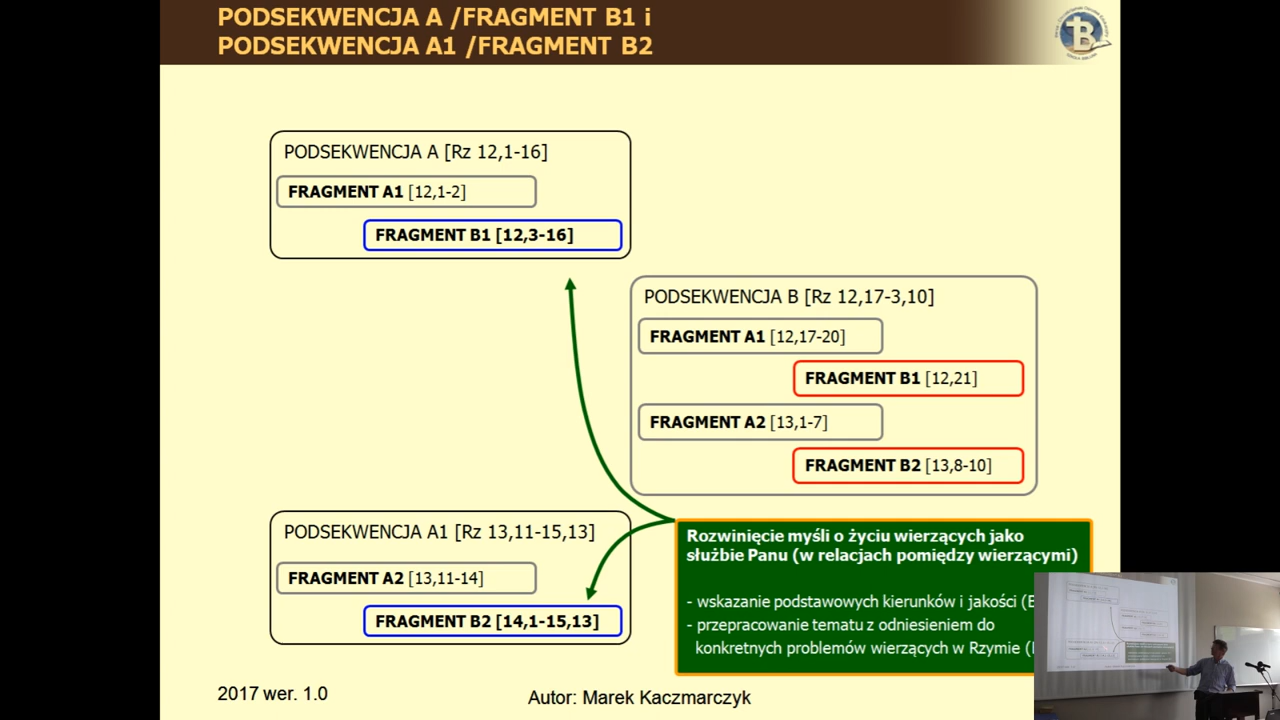 PODSEKWENCJA A /FRAGMENT B1 i
PODSEKWENCJA A1 /FRAGMENT B2
PODSEKWENCJA A [Rz 12,1-16]
FRAGMENT A1 [12,1-2]
FRAGMENT B1 [12,3-16]
PODSEKWENCJA B [Rz 12,17-3,10]
FRAGMENT A1 [12,17-20]
FRAGMENT B1 [12,21]
FRAGMENT A2 [13,1-7]
FRAGMENT B2 [13,8-10]
PODSEKWENCJA A1 [Rz 13,11-15,13]
FRAGMENT A2 [13,11-14]
FRAGMENT B2 [14,1-15,13]
Rozwinięcie myśli o życiu wierzących jako
służbie Panu (w relacjach pomiędzy wierzącymi)
- wskazanie podstawowych kierunków i jakości
- przepracowanie tematu z odniesieniem do
konkretnych problemów wierzących w Rzymie
2017 wer. 1.0
Autor: Marek Kaczmarczyk